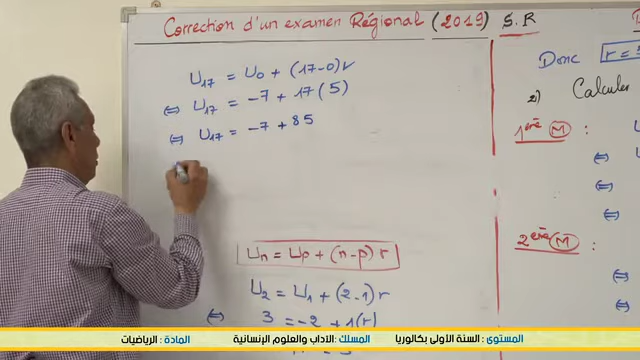 Correction d'un examen Régional (2019) S.R
U₁₇ = U₀ + (17-0)r
⇔ U₁₇ = -7 + 17(5)
⇔ U₁₇ = -7 + 85
⇔
Un = Up + (n-p) r
U₂ = U₁ + (2-1)r
⇔ 3 = -2 + 1(r)
Donc
2) Calculer
1ère M :
⇔
⇔
⇔
2ème M :
⇔
⇔
المستوى : السنة الأولى بكالوريا المسلك: الآداب والعلوم الإنسانية المادة: الرياضيات